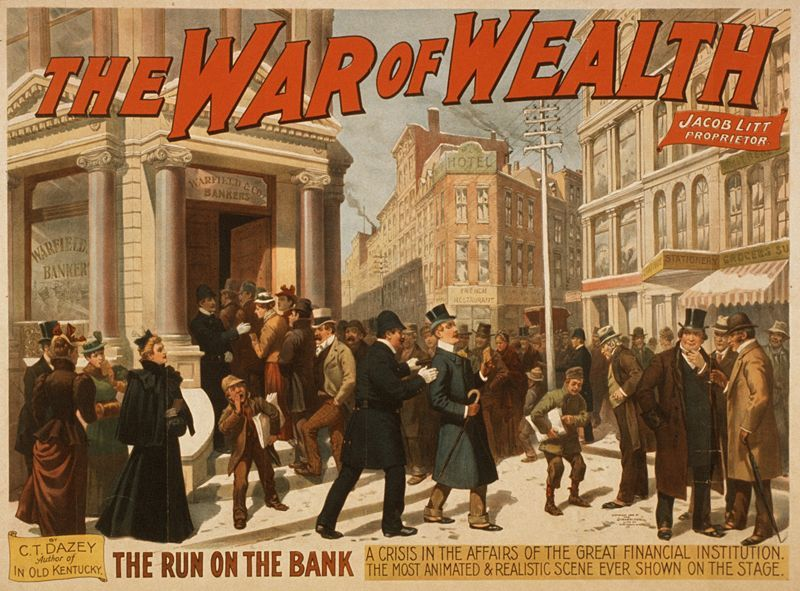 THE WAR OF WEALTH
JACOB LITT
PROPRIETOR.
WARFIELD & CO.
BANKERS
WARFIELD
BANKER
HOTEL
FRENCH
RESTAURANT
STATIONERY
GROCERS
BY
C.T. DAZEY
Author of
IN OLD KENTUCKY.
THE RUN ON THE BANK
A CRISIS IN THE AFFAIRS OF THE GREAT FINANCIAL INSTITUTION.
THE MOST ANIMATED & REALISTIC SCENE EVER SHOWN ON THE STAGE.